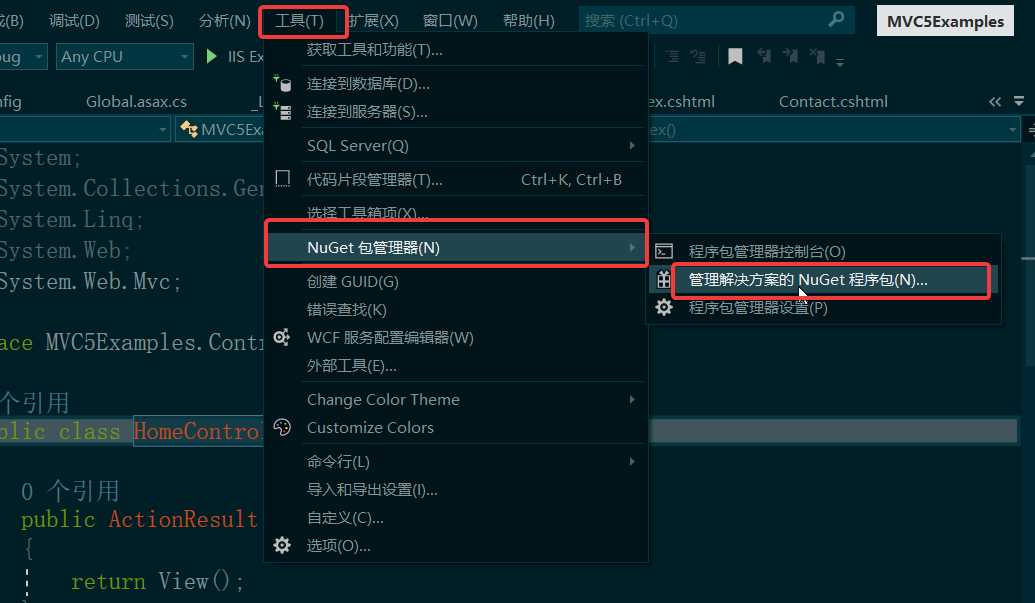 成(B) 调试(D) 测试(S) 分析(N) 工具(T) 扩展(X) 窗口(W) 帮助(H) 搜索 (Ctrl+Q) MVC5Examples
ug Any CPU IIS Ex
nfig Global.asax.cs _L ex.cshtml Contact.cshtml
MVC5Exa ex()
System;
System.Collections.Gen
System.Linq;
System.Web;
System.Web.Mvc;
ace MVC5Examples.Contr
个引用
blic class HomeControl
0 个引用
public ActionResult
{
return View();
获取工具和功能(T)...
连接到数据库(D)...
连接到服务器(S)...
SQL Server(Q)
代码片段管理器(T)... Ctrl+K, Ctrl+B
选择工具箱项(X)...
NuGet 包管理器(N)
创建 GUID(G)
错误查找(K)
WCF 服务配置编辑器(W)
外部工具(E)...
Change Color Theme
Customize Colors
命令行(L)
导入和导出设置(I)...
自定义(C)...
选项(O)...
程序包管理器控制台(O)
管理解决方案的 NuGet 程序包(N)...
程序包管理器设置(P)